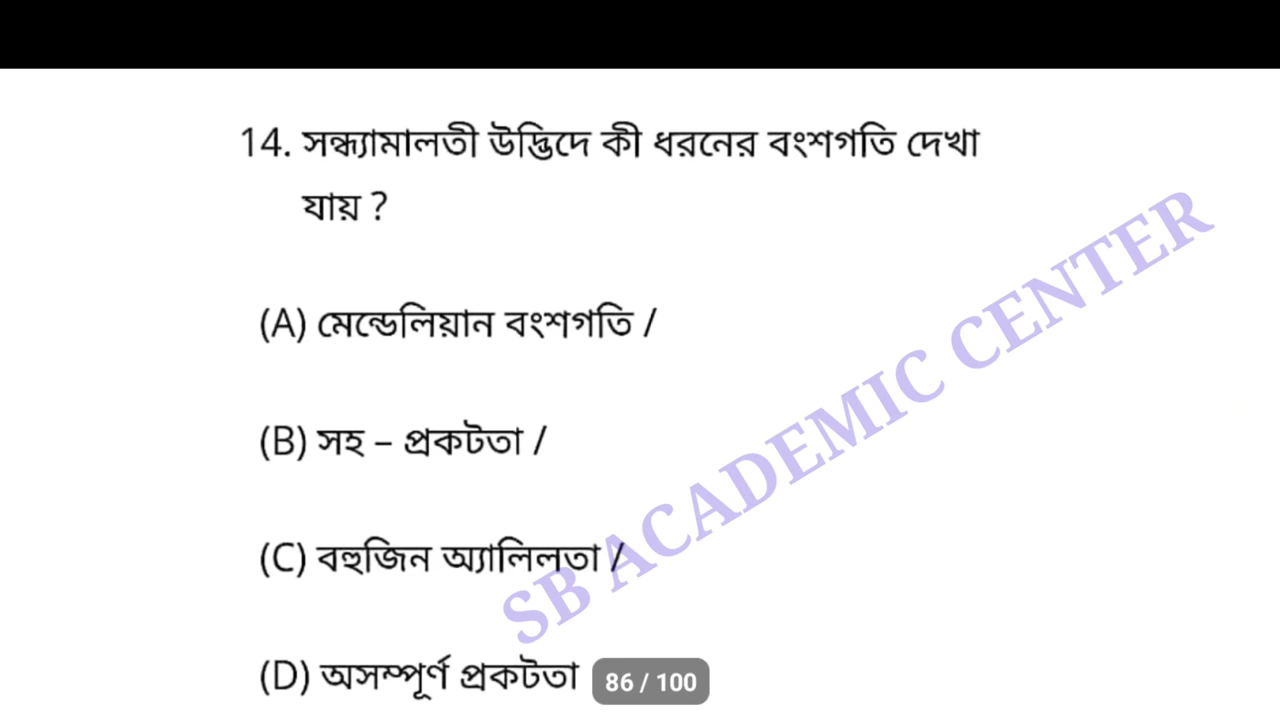 14. সন্ধ্যামালতী উদ্ভিদে কী ধরনের বংশগতি দেখা
যায় ?
(A) মেন্ডেলিয়ান বংশগতি /
(B) সহ – প্রকটতা /
(C) বহুজিন অ্যালিলতা /
(D) অসম্পূর্ণ প্রকটতা
86 / 100
SB ACADEMIC CENTER